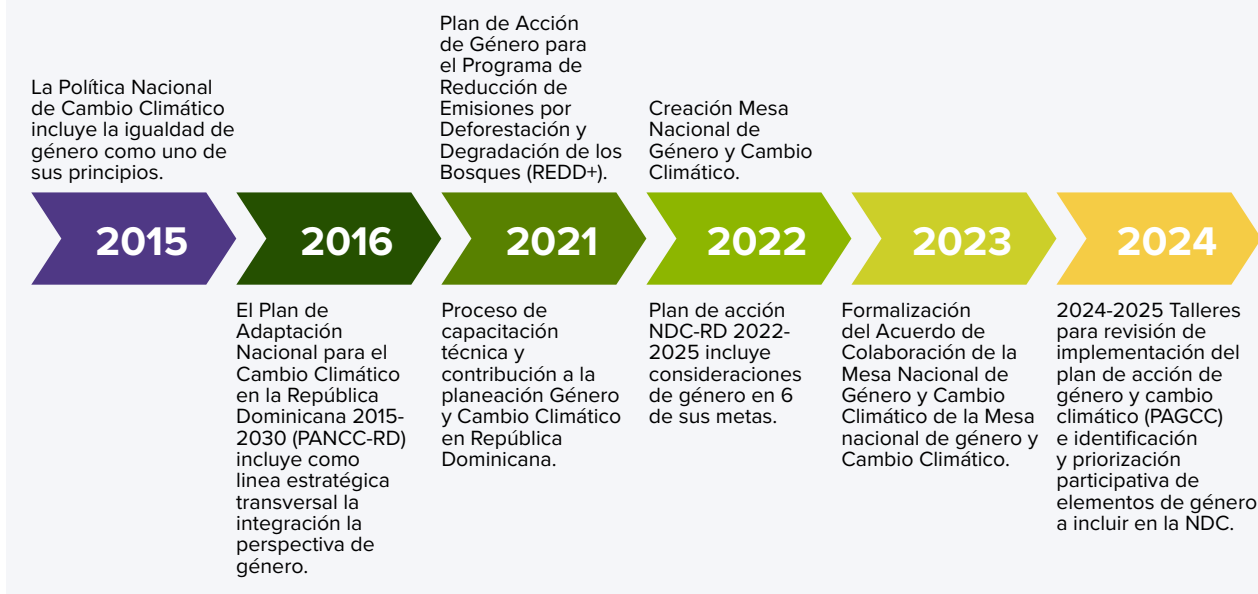 La Política Nacional
de Cambio Climático
incluye la igualdad de
género como uno de
sus principios.
2015
2016
El Plan de
Adaptación
Nacional para el
Cambio Climático
en la República
Dominicana 2015-
2030 (PANCC-RD)
incluye como
linea estratégica
transversal la
integración la
perspectiva de
género.
Plan de Acción
de Género para
el Programa de
Reducción de
Emisiones por
Deforestación y
Degradación de los
Bosques (REDD+).
2021
Proceso de
capacitación
técnica y
contribución a la
planeación Género
y Cambio Climático
en República
Dominicana.
Creación Mesa
Nacional de
Género y Cambio
Climático.
2022
Plan de acción
NDC-RD 2022-
2025 incluye
consideraciones
de género en 6
de sus metas.
2023
Formalización
del Acuerdo de
Colaboración de la
Mesa Nacional de
Género y Cambio
Climático de la Mesa
nacional de género y
Cambio Climático.
2024
2024-2025 Talleres
para revisión de
implementación del
plan de acción de
género y cambio
climático (PAGCC)
e identificación
y priorización
participativa de
elementos de género
a incluir en la NDC.